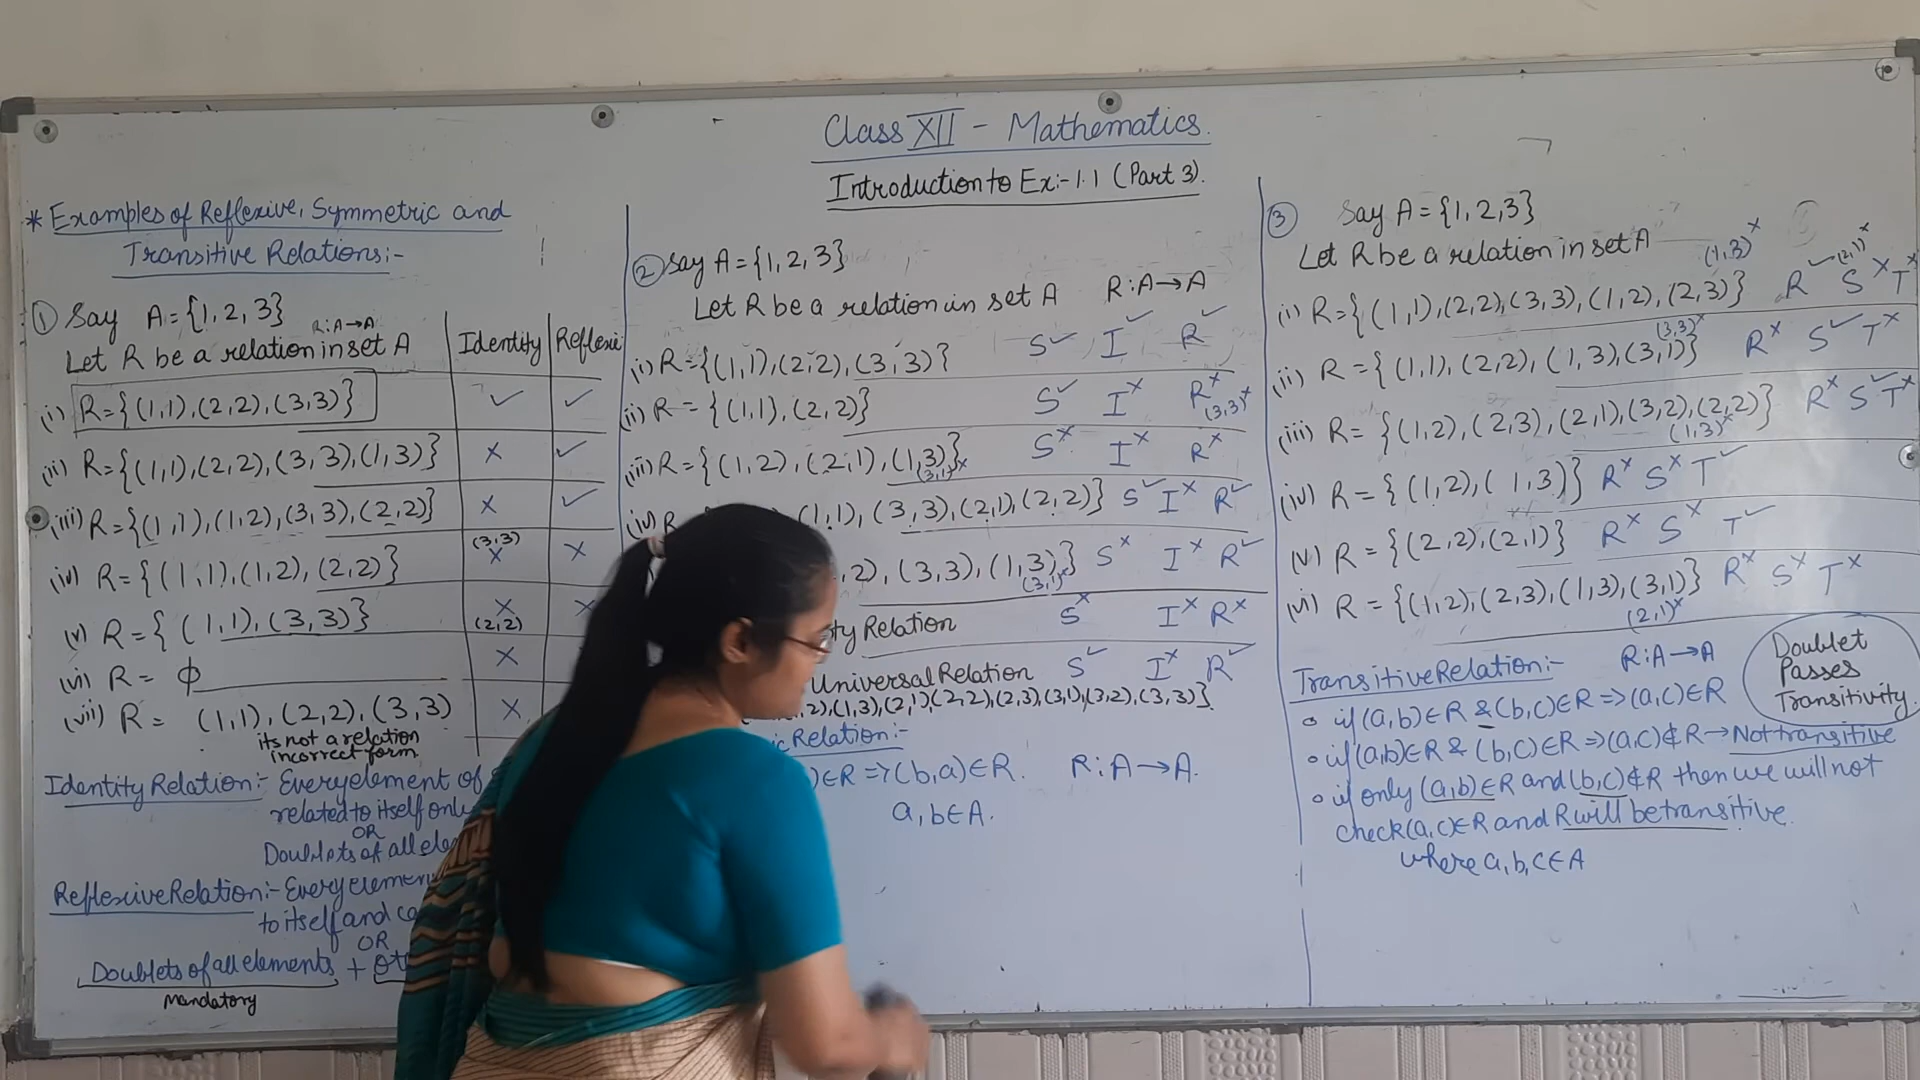 Class XII - Mathematics.
Introduction to Ex:-1.1 (Part 3).
* Examples of Reflexive, Symmetric and
Transitive Relations:-
① Say A = {1, 2, 3}
R:A→A
Let R be a relation in set A
Identity Reflexi
(i) R = {(1,1),(2,2),(3,3)} ✓ ✓
(ii) R = {(1,1),(2,2),(3,3),(1,3)} × ✓
(iii) R = {(1,1),(1,2),(3,3),(2,2)} × ✓
(iv) R = {(1,1),(1,2),(2,2)} (3,3) × ×
(v) R = {(1,1),(3,3)} × (2,2) ×
(vi) R = ϕ ×
(vii) R = (1,1),(2,2),(3,3) ×
its not a relation
incorrect form
Identity Relation:- Every element of
related to itself only
OR
Doublets of all ele
Reflexive Relation:- Every elemen
to itself and ca
OR
Doublets of all elements + ot
Mandatory
② Say A = {1, 2, 3}
Let R be a relation in set A R:A→A
(i) R = {(1,1),(2,2),(3,3)} S✓ I✓ R✓
(ii) R = {(1,1),(2,2)} S✓ I× R× (3,3)×
(iii) R = {(1,2),(2,1),(1,3)} S× I× R×
(3,1)×
(iv) R (1,1),(3,3),(2,1),(2,2)} S✓ I× R✓
,2),(3,3),(1,3)} S× I× R✓
(3,1)×
ty Relation S× I× R×
Universal Relation S✓ I× R✓
,2),(1,3),(2,1),(2,2),(2,3),(3,1),(3,2),(3,3)}
ic Relation:-
)∈R => (b,a)∈R. R:A→A.
a,b∈A.
③ Say A = {1, 2, 3}
Let R be a relation in set A
(1,3)× (2,1)×
(i) R = {(1,1),(2,2),(3,3),(1,2),(2,3)} R✓ S× T×
(3,3)×
(ii) R = {(1,1),(2,2),(1,3),(3,1)} R× S✓ T×
(iii) R = {(1,2),(2,3),(2,1),(3,2),(2,2)} R× S✓ T×
(1,3)×
(iv) R = {(1,2),(1,3)} R× S× T✓
(v) R = {(2,2),(2,1)} R× S× T✓
(vi) R = {(1,2),(2,3),(1,3),(3,1)} R× S× T×
(2,1)×
Transitive Relation:- R:A→A
∘ if (a,b)∈R & (b,c)∈R => (a,c)∈R
∘ if (a,b)∈R & (b,c)∈R => (a,c)∉R → Not transitive
∘ if only (a,b)∈R and (b,c)∉R then we will not
check (a,c)∈R and R will be transitive.
where a,b,c∈A
Doublet
Passes
Transitivity